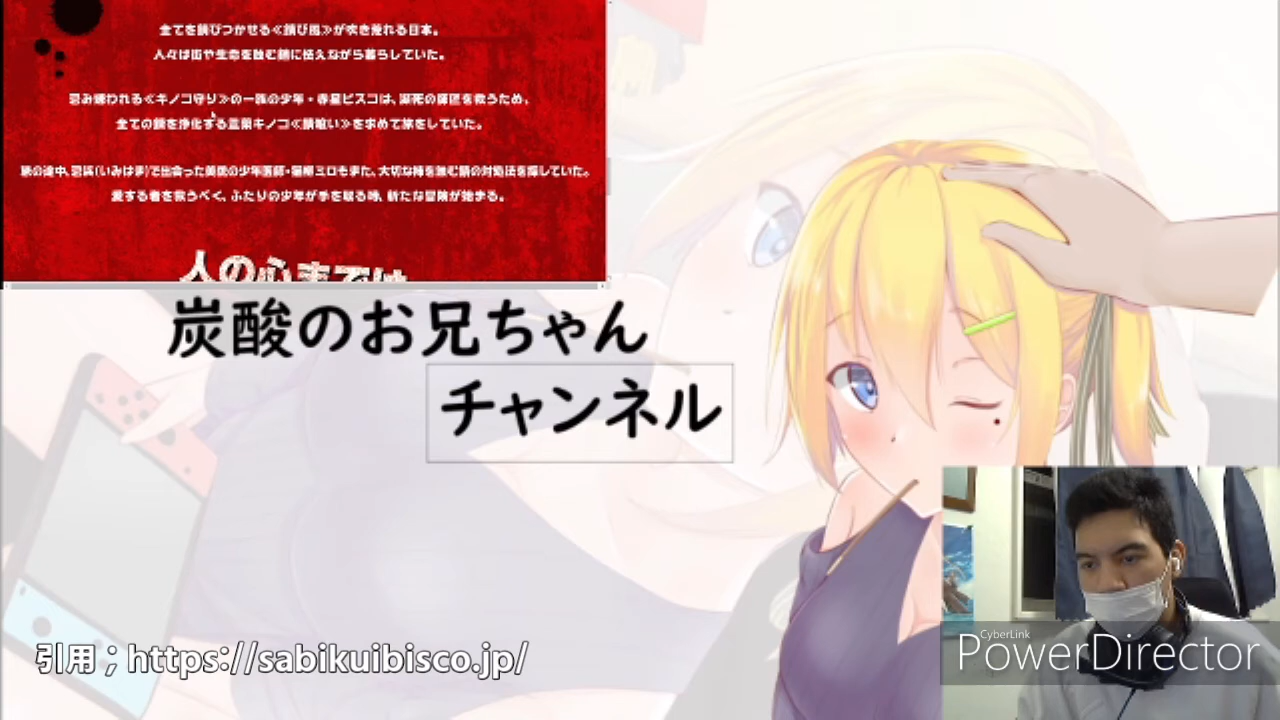 全てを錆びつかせる≪錆び風≫が吹き荒れる日本。
人々は街や生命を蝕む錆に怯えながら暮らしていた。
忌み嫌われる≪キノコ守り≫の一族の少年・赤星ビスコは、瀕死の師匠を救うため、
全ての錆を浄化する霊薬キノコ≪錆喰い≫を求めて旅をしていた。
旅の途中、忌浜(いみはま)で出会った美貌の少年医師・猫柳ミロもまた、大切な姉を蝕む錆の対処法を探していた。
愛する者を救うべく、ふたりの少年が手を取る時、新たな冒険が始まる。
人の心までは
炭酸のお兄ちゃん
チャンネル
引用；https://sabikuibisco.jp/
CyberLink
PowerDirector